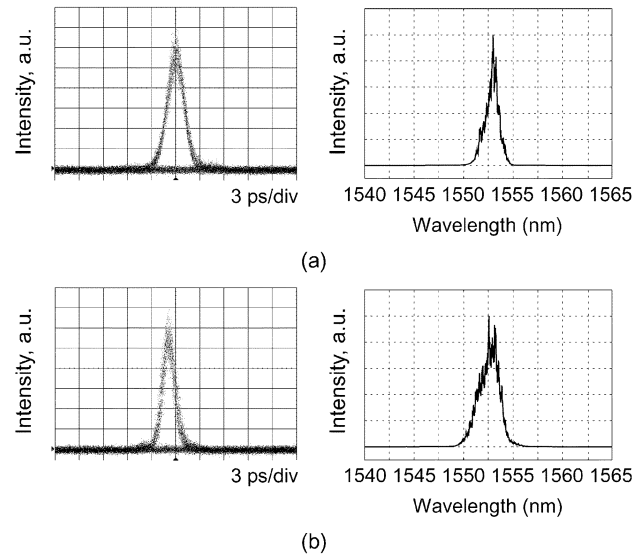 Intensity, a.u.
3 ps/div
Intensity, a.u.
1540 1545 1550 1555 1560 1565
Wavelength (nm)
(a)
Intensity, a.u.
3 ps/div
Intensity, a.u.
1540 1545 1550 1555 1560 1565
Wavelength (nm)
(b)